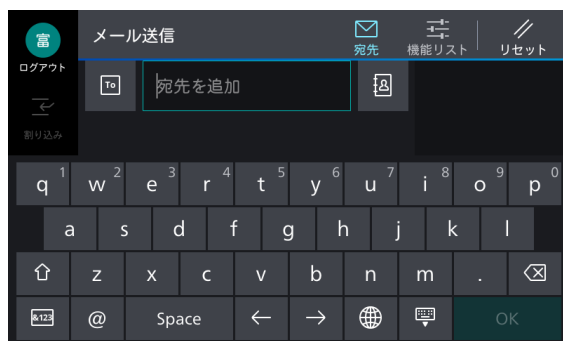 富
ログアウト
割り込み
メール送信
宛先
機能リスト
リセット
To
宛先を追加
q 1 w 2 e 3 r 4 t 5 y 6 u 7 i 8 o 9 p 0
a s d f g h j k l
z x c v b n m .
&123 @ Space OK